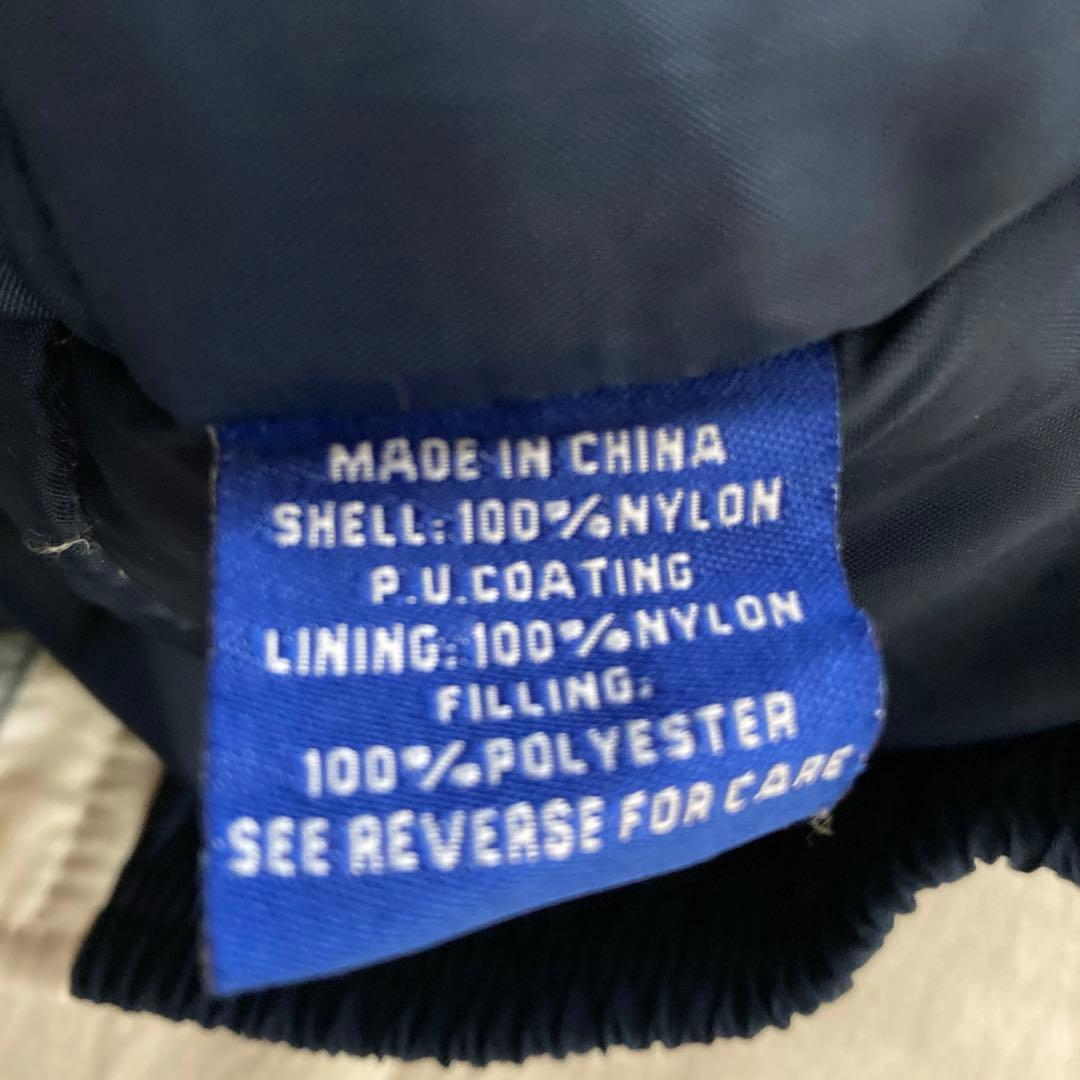 MADE IN CHINA
SHELL:100%NYLON
P.U.COATING
LINING:100%NYLON
FILLING:
100%POLYESTER
SEE REVERSE FOR CARE